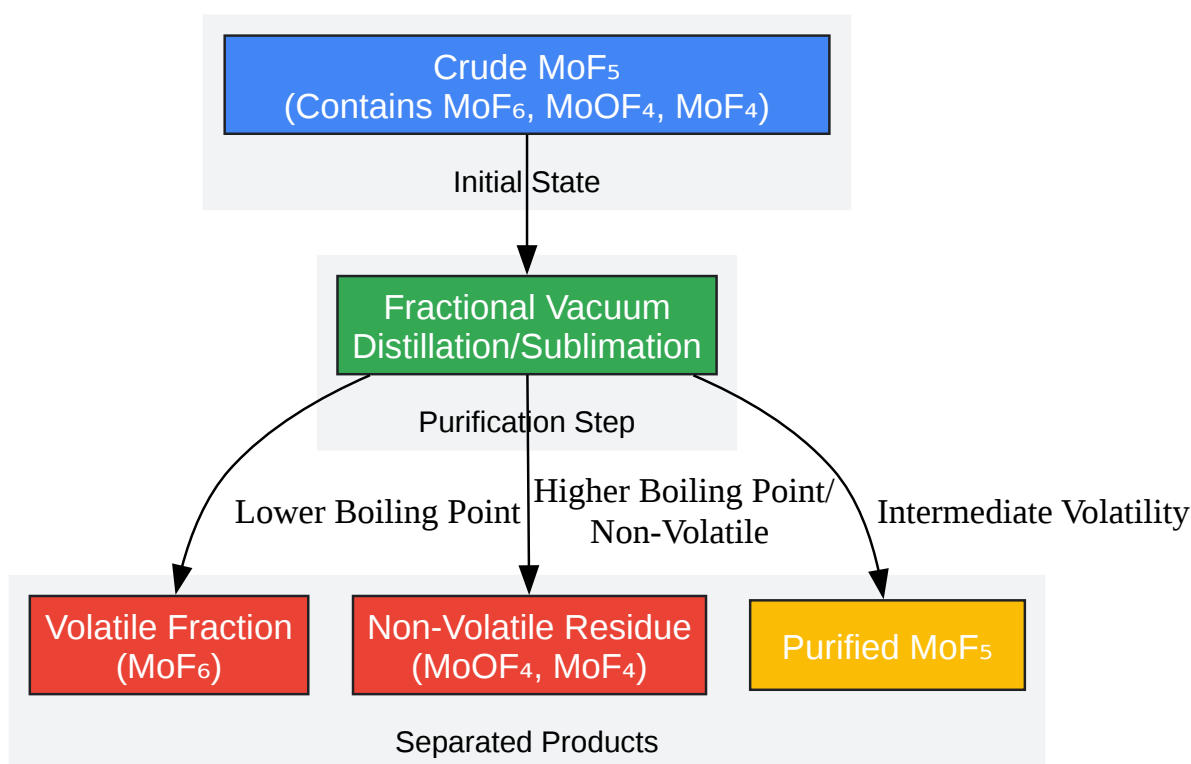 Crude MoF₅
(Contains MoF₆, MoOF₄, MoF₄)
Initial State
Fractional Vacuum
Distillation/Sublimation
Purification Step
Lower Boiling Point
Higher Boiling Point/
Non-Volatile
Intermediate Volatility
Volatile Fraction
(MoF₆)
Non-Volatile Residue
(MoOF₄, MoF₄)
Purified MoF₅
Separated Products